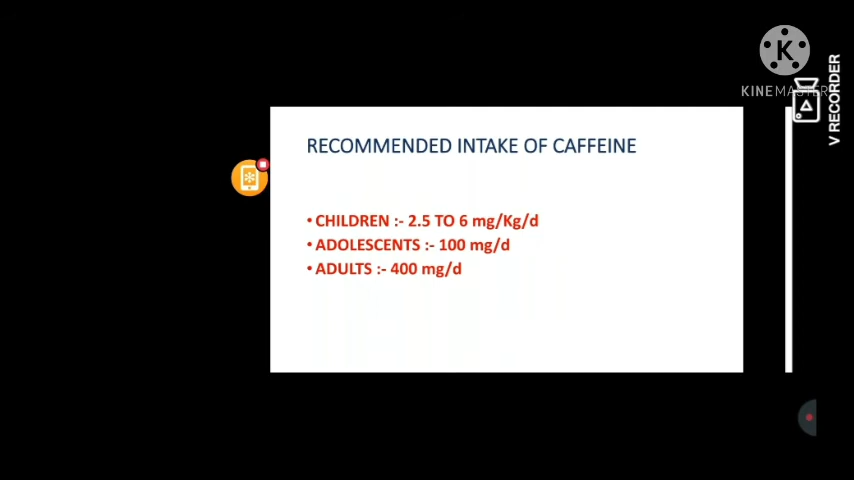 K
KINEMASTER
V RECORDER
RECOMMENDED INTAKE OF CAFFEINE
• CHILDREN :- 2.5 TO 6 mg/Kg/d
• ADOLESCENTS :- 100 mg/d
• ADULTS :- 400 mg/d